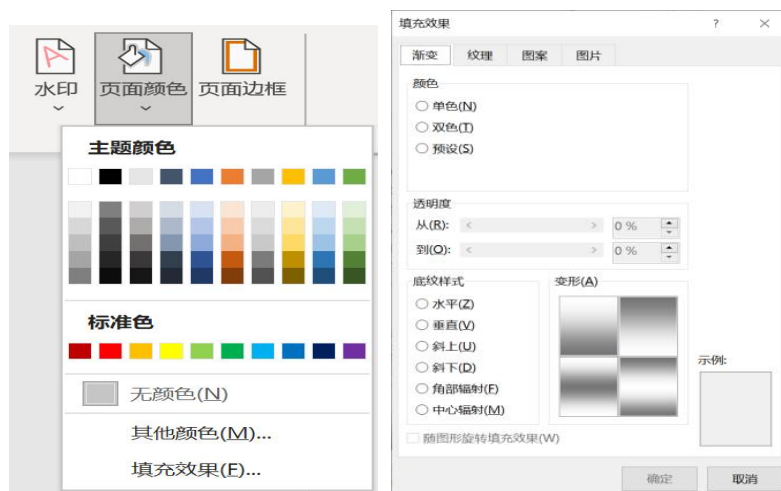 水印 页面颜色 页面边框
主题颜色
标准色
无颜色(N)
其他颜色(M)...
填充效果(F)...
填充效果 ? ×
渐变 纹理 图案 图片
颜色
单色(N)
双色(T)
预设(S)
透明度
从(R): 0 %
到(O): 0 %
底纹样式 变形(A)
水平(Z)
垂直(V)
斜上(U)
斜下(D)
角部辐射(F)
中心辐射(M)
示例:
随图形旋转填充效果(W)
确定 取消